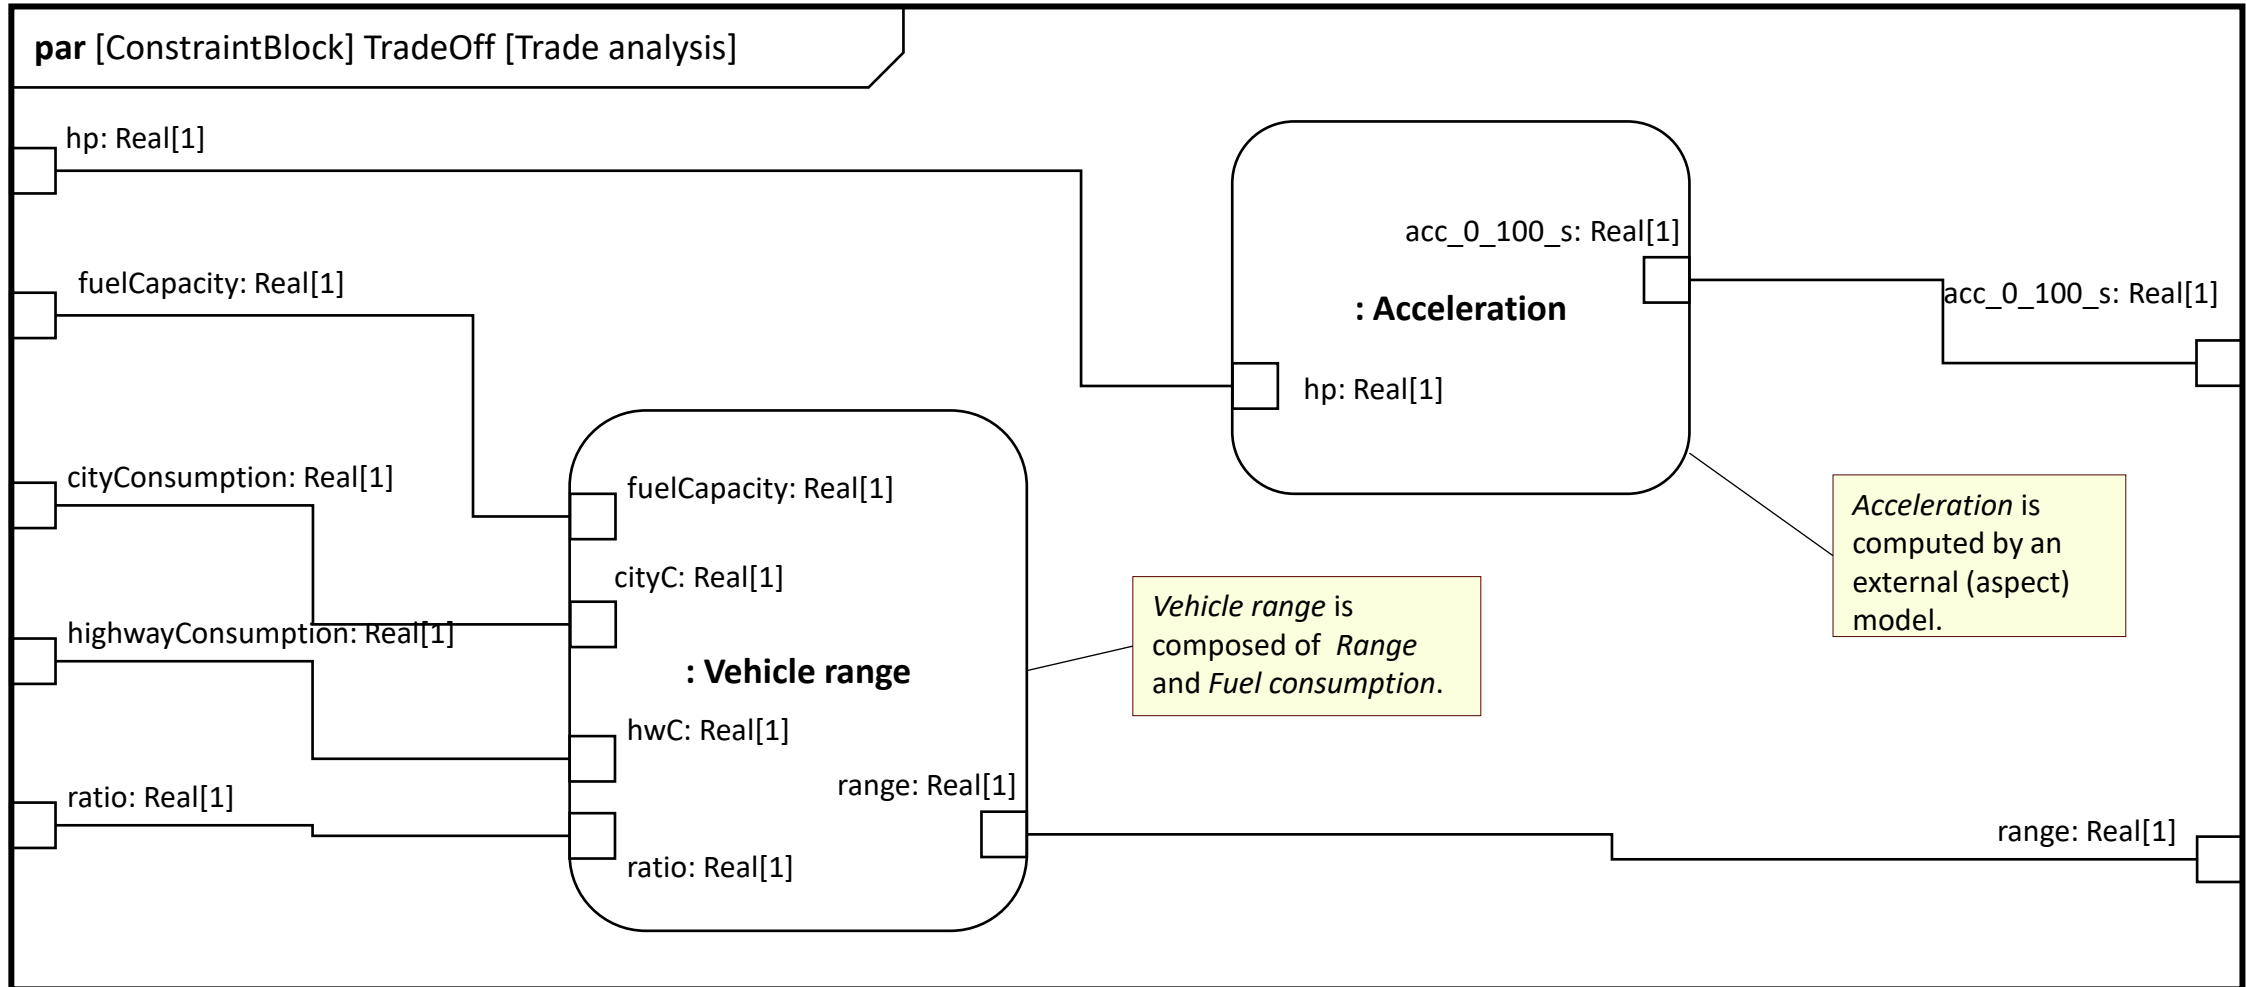 par [ConstraintBlock] TradeOff [Trade analysis]
hp: Real[1]
fuelCapacity: Real[1]
cityConsumption: Real[1]
highwayConsumption: Real[1]
ratio: Real[1]
fuelCapacity: Real[1]
cityC: Real[1]
: Vehicle range
hwC: Real[1]
range: Real[1]
ratio: Real[1]
acc_0_100_s: Real[1]
: Acceleration
hp: Real[1]
Vehicle range is
composed of Range
and Fuel consumption.
Acceleration is
computed by an
external (aspect)
model.
acc_0_100_s: Real[1]
range: Real[1]